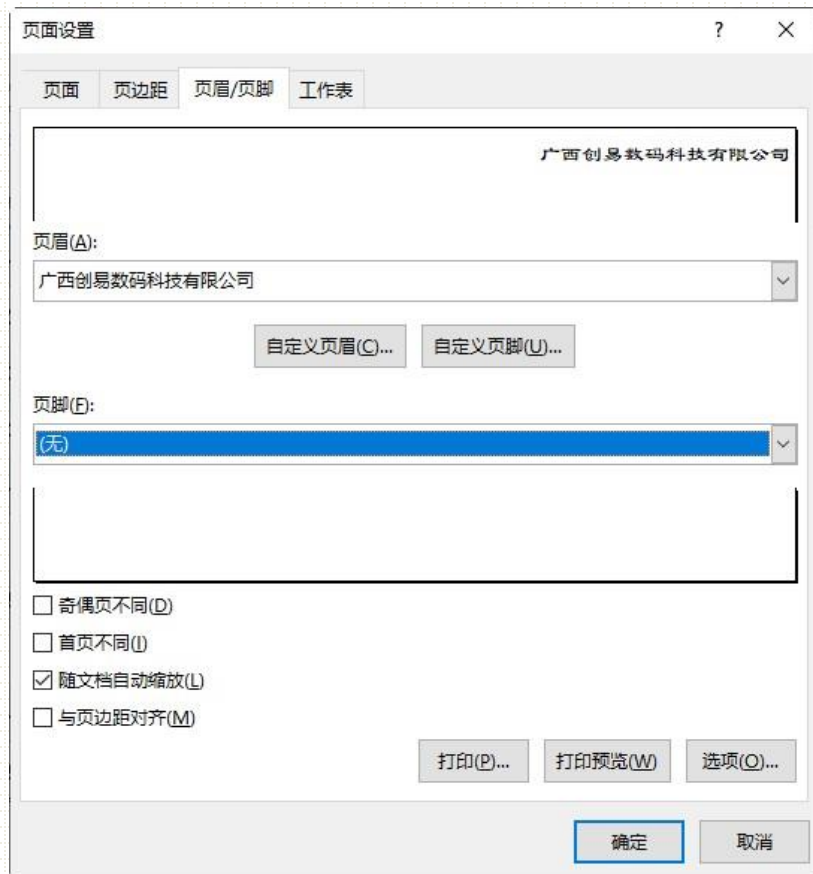 页面设置
页面 页边距 页眉/页脚 工作表
广西创易数码科技有限公司
页眉(A):
广西创易数码科技有限公司
自定义页眉(C)... 自定义页脚(U)...
页脚(F):
(无)
奇偶页不同(D)
首页不同(I)
随文档自动缩放(L)
与页边距对齐(M)
打印(P)... 打印预览(W) 选项(O)...
确定 取消